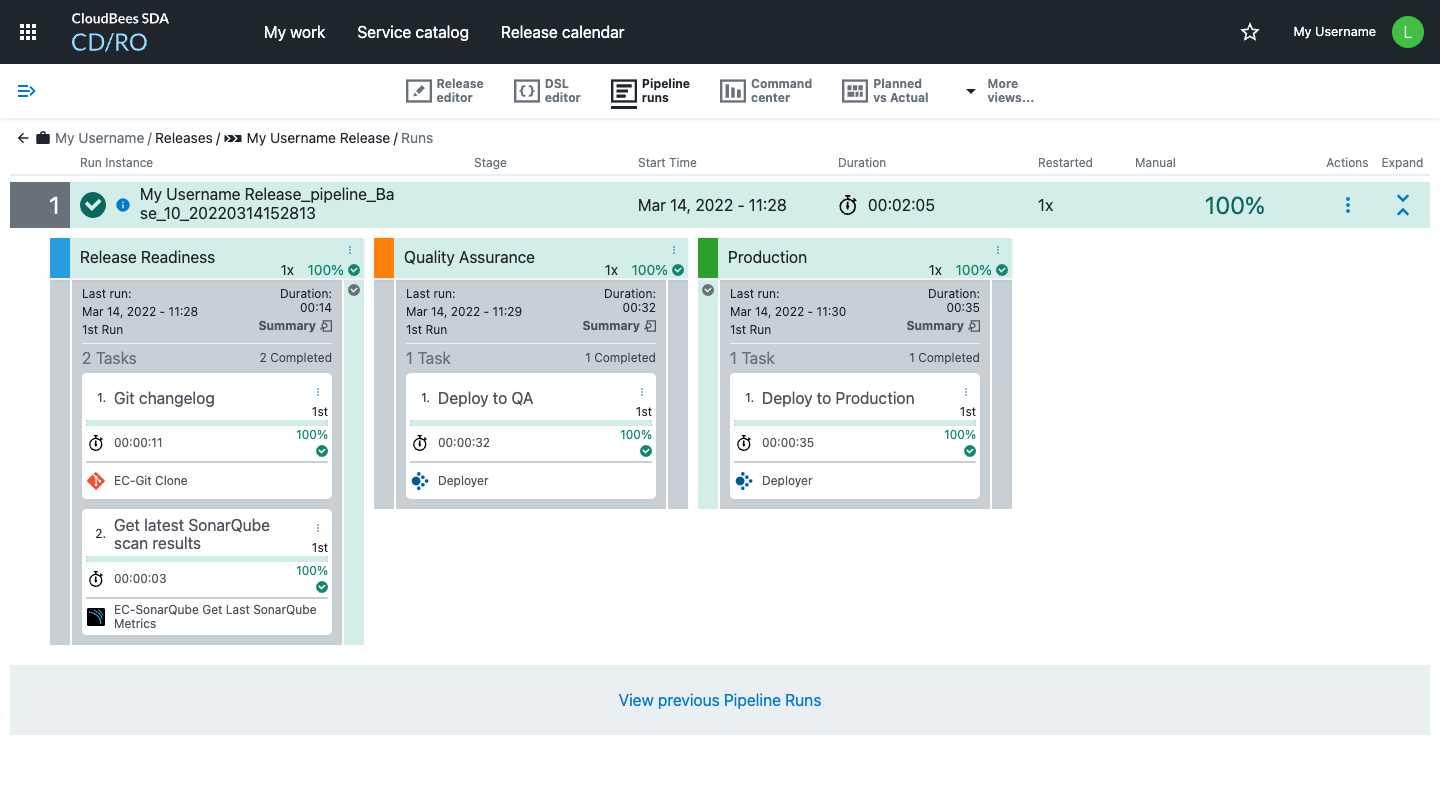 CloudBees SDA
CD/RO
My work
Service catalog
Release calendar
My Username
L
Release
editor
DSL
editor
Pipeline
runs
Command
center
Planned
vs Actual
More
views...
My Username / Releases / My Username Release / Runs
Run Instance
Stage
Start Time
Duration
Restarted
Manual
Actions
Expand
1
My Username Release_pipeline_Ba
se_10_20220314152813
Mar 14, 2022 - 11:28
00:02:05
1x
100%
Release Readiness
1x 100%
Last run:
Mar 14, 2022 - 11:28
1st Run
Duration:
00:14
Summary
2 Tasks
2 Completed
1. Git changelog
1st
00:00:11
100%
EC-Git Clone
2. Get latest SonarQube
scan results
1st
00:00:03
100%
EC-SonarQube Get Last SonarQube
Metrics
Quality Assurance
1x 100%
Last run:
Mar 14, 2022 - 11:29
1st Run
Duration:
00:32
Summary
1 Task
1 Completed
1. Deploy to QA
1st
00:00:32
100%
Deployer
Production
1x 100%
Last run:
Mar 14, 2022 - 11:30
1st Run
Duration:
00:35
Summary
1 Task
1 Completed
1. Deploy to Production
1st
00:00:35
100%
Deployer
View previous Pipeline Runs